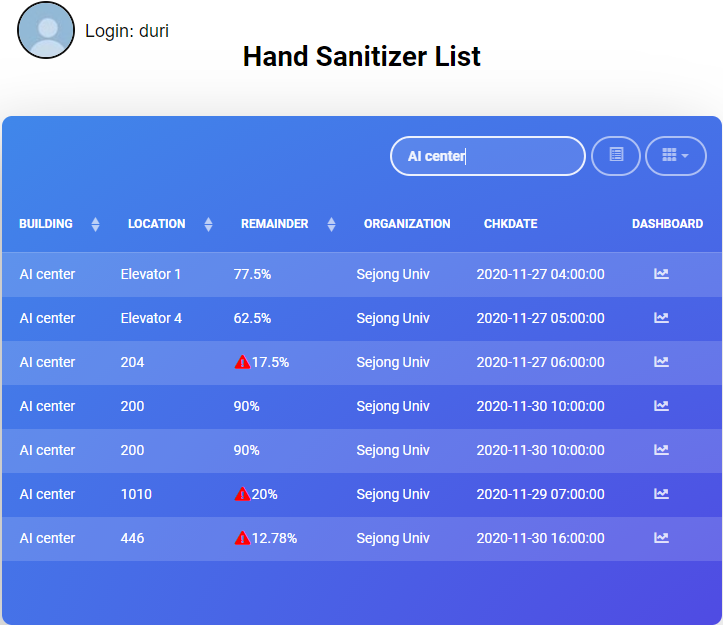 Login: duri
Hand Sanitizer List
AI center
BUILDING LOCATION REMAINDER ORGANIZATION CHKDATE DASHBOARD
AI center Elevator 1 77.5% Sejong Univ 2020-11-27 04:00:00
AI center Elevator 4 62.5% Sejong Univ 2020-11-27 05:00:00
AI center 204 17.5% Sejong Univ 2020-11-27 06:00:00
AI center 200 90% Sejong Univ 2020-11-30 10:00:00
AI center 200 90% Sejong Univ 2020-11-30 10:00:00
AI center 1010 20% Sejong Univ 2020-11-29 07:00:00
AI center 446 12.78% Sejong Univ 2020-11-30 16:00:00